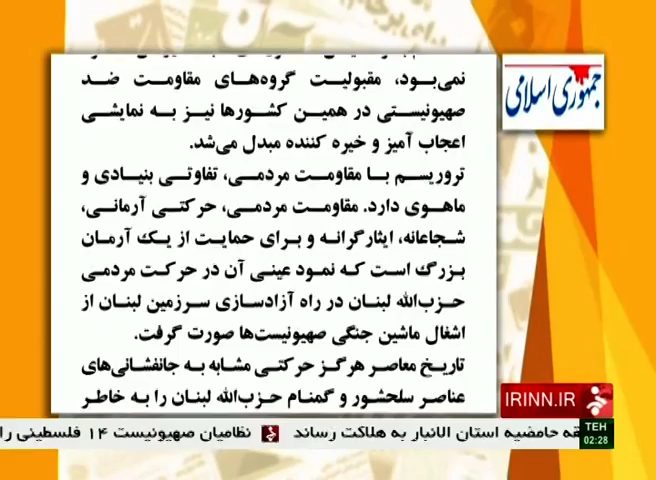 نمی‌بود، مقبولیت گروه‌های مقاومت ضد
صهیونیستی در همین کشورها نیز به نمایشی
اعجاب آمیز و خیره کننده مبدل می‌شد.
تروریسم با مقاومت مردمی، تفاوتی بنیادی و
ماهوی دارد. مقاومت مردمی، حرکتی آرمانی،
شجاعانه، ایثارگرانه و برای حمایت از یک آرمان
بزرگ است که نمود عینی آن در حرکت مردمی
حزب‌الله لبنان در راه آزادسازی سرزمین لبنان از
اشغال ماشین جنگی صهیونیست‌ها صورت گرفت.
تاریخ معاصر هرگز حرکتی مشابه به جانفشانی‌های
عناصر سلحشور و گمنام حزب‌الله لبنان را به خاطر
جمهوری اسلامی
IRINN.IR
حامضیه استان الانبار به هلاکت رساند
نظامیان صهیونیست ۱۴ فلسطینی
TEH
02:28